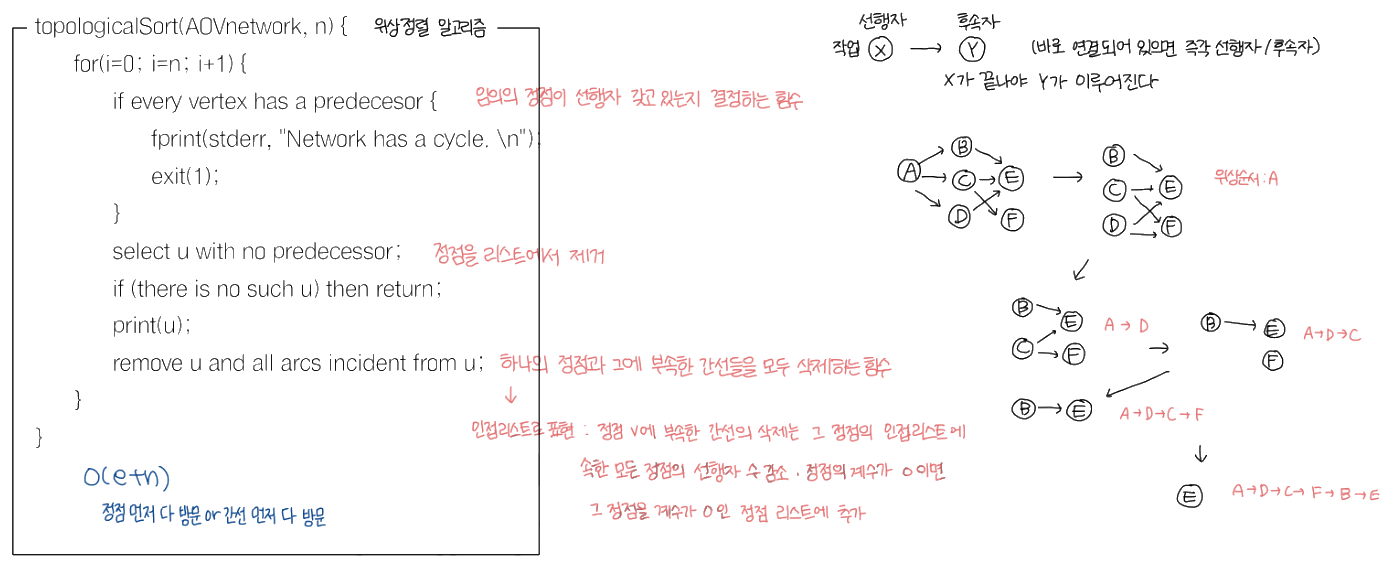 topologicalSort(AOVnetwork, n) { 위상정렬 알고리즘
for(i=0; i=n; i+1) {
if every vertex has a predecesor { 임의의 정점이 선행자 갖고 있는지 결정하는 함수
fprint(stderr, "Network has a cycle. \n");
exit(1);
}
select u with no predecessor; 정점을 리스트에서 제거
if (there is no such u) then return;
print(u);
remove u and all arcs incident from u; 하나의 정점과 그에 부속한 간선들을 모두 삭제하는 함수
}
}
↓
인접리스트로 표현 : 정점 v에 부속한 간선의 삭제는 그 정점의 인접리스트에
속한 모든 정점의 선행자 수 감소. 정점의 계수가 0이면
그 정점을 계수가 0인 정점 리스트에 추가
O(e+n)
정점 먼저 다 방문 or 간선 먼저 다 방문
선행자 후속자
작업 X → Y (바로 연결되어 있으면 즉각 선행자/후속자)
X가 끝나야 Y가 이루어진다
A B C D E F
→
B C D E F
위상순서 : A
B C E F
A→D
B → E F
A→D→C
B → E
A→D→C→F
E
A→D→C→F→B→E